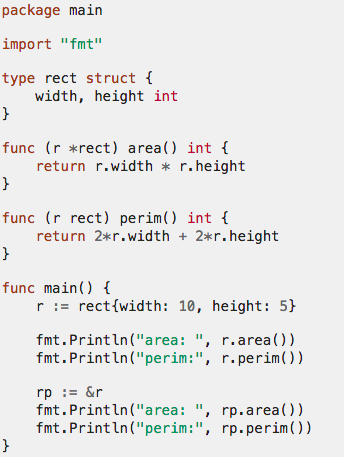 package main
import "fmt"
type rect struct {
    width, height int
}
func (r *rect) area() int {
    return r.width * r.height
}
func (r rect) perim() int {
    return 2*r.width + 2*r.height
}
func main() {
    r := rect{width: 10, height: 5}
    fmt.Println("area: ", r.area())
    fmt.Println("perim:", r.perim())
    rp := &r
    fmt.Println("area: ", rp.area())
    fmt.Println("perim:", rp.perim())
}